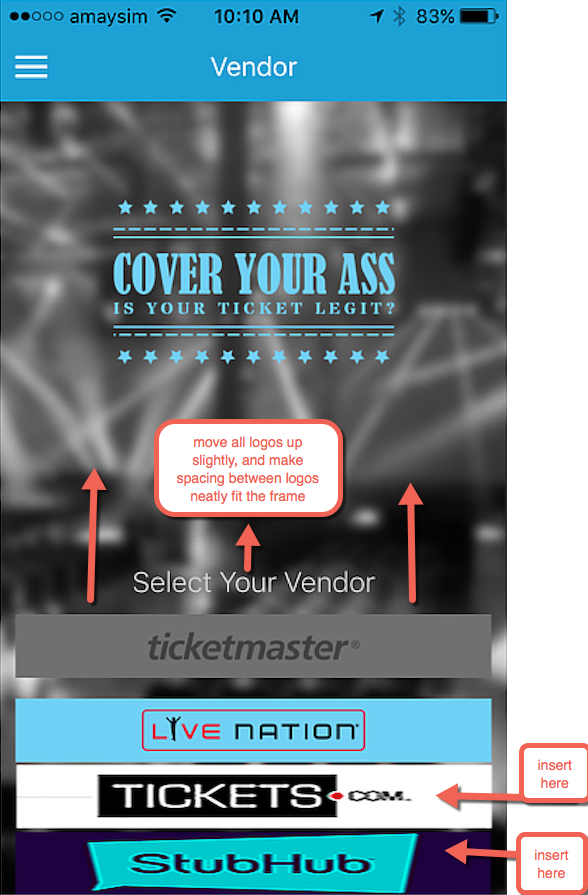 amaysim 10:10 AM 83%
Vendor
COVER YOUR ASS
IS YOUR TICKET LEGIT?
move all logos up
slightly, and make
spacing between logos
neatly fit the frame
Select Your Vendor
ticketmaster®
LIVE NATION
insert
here
TICKETS.COM.
insert
here
StubHub